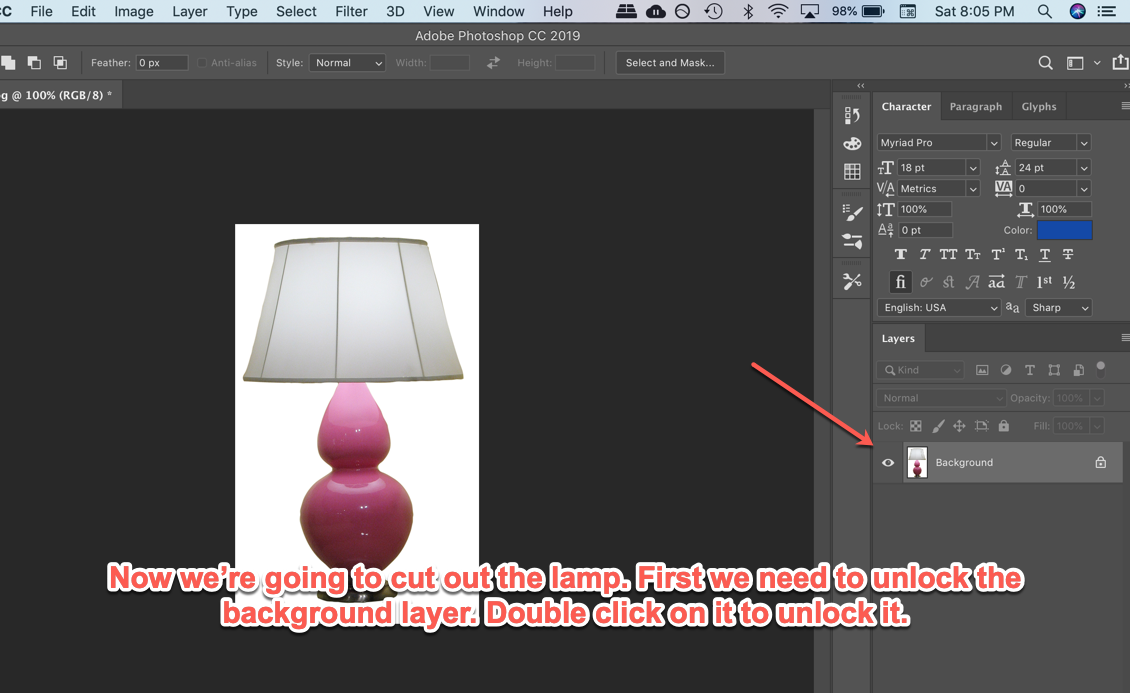 CC File Edit Image Layer Type Select Filter 3D View Window Help 98% Sat 8:05 PM
Adobe Photoshop CC 2019
Feather: 0 px Anti-alias Style: Normal Width: Height: Select and Mask...
g @ 100% (RGB/8) *
Character Paragraph Glyphs
Myriad Pro Regular
18 pt 24 pt
Metrics 0
100% 100%
0 pt Color:
T T TT Tt T¹ T₁ T T
fi st A aa T 1st ½
English: USA aa Sharp
Layers
Kind
Normal Opacity: 100%
Lock: Fill: 100%
Background
Now we're going to cut out the lamp. First we need to unlock the
background layer. Double click on it to unlock it.